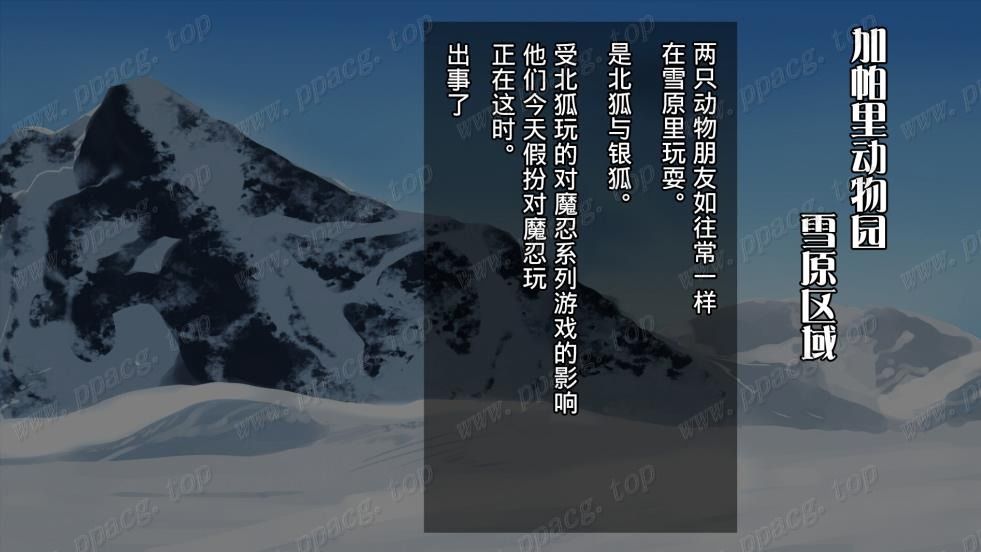 加帕里动物园
雪原区域
两只动物朋友如往常一样
在雪原里玩耍。
是北狐与银狐。
受北狐玩的对魔忍系列游戏的影响
他们今天假扮对魔忍玩
正在这时。
出事了
www.ppacg.top